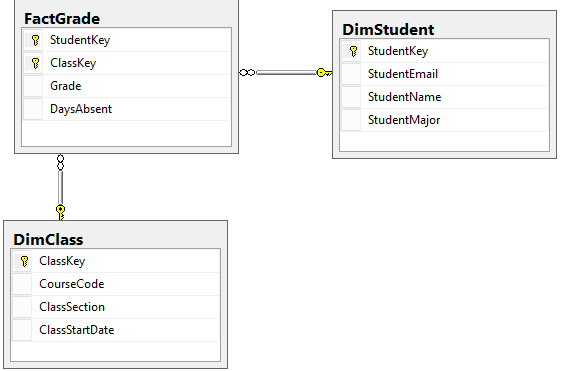 FactGrade
StudentKey
ClassKey
Grade
DaysAbsent
DimStudent
StudentKey
StudentEmail
StudentName
StudentMajor
DimClass
ClassKey
CourseCode
ClassSection
ClassStartDate